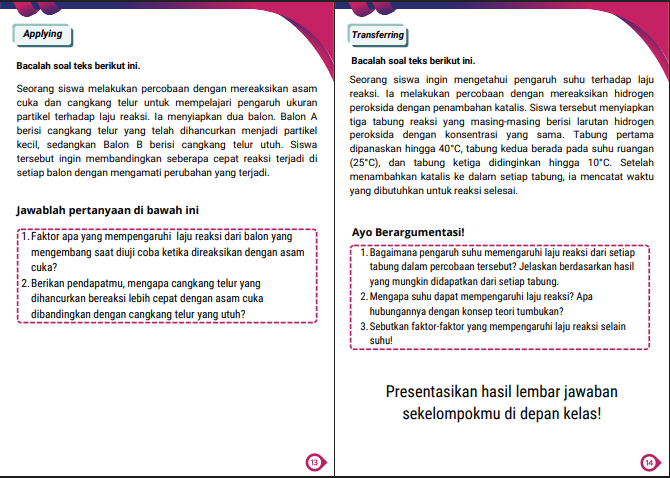 Applying
Bacalah soal teks berikut ini.
Seorang siswa melakukan percobaan dengan mereaksikan asam
cuka dan cangkang telur untuk mempelajari pengaruh ukuran
partikel terhadap laju reaksi. Ia menyiapkan dua balon. Balon A
berisi cangkang telur yang telah dihancurkan menjadi partikel
kecil, sedangkan Balon B berisi cangkang telur utuh. Siswa
tersebut ingin membandingkan seberapa cepat reaksi terjadi di
setiap balon dengan mengamati perubahan yang terjadi.
Jawablah pertanyaan di bawah ini
1. Faktor apa yang mempengaruhi laju reaksi dari balon yang
mengembang saat diuji coba ketika direaksikan dengan asam
cuka?
2. Berikan pendapatmu, mengapa cangkang telur yang
dihancurkan bereaksi lebih cepat dengan asam cuka
dibandingkan dengan cangkang telur yang utuh?
13
Transferring
Bacalah soal teks berikut ini.
Seorang siswa ingin mengetahui pengaruh suhu terhadap laju
reaksi. Ia melakukan percobaan dengan mereaksikan hidrogen
peroksida dengan penambahan katalis. Siswa tersebut menyiapkan
tiga tabung reaksi yang masing-masing berisi larutan hidrogen
peroksida dengan konsentrasi yang sama. Tabung pertama
dipanaskan hingga 40°C, tabung kedua berada pada suhu ruangan
(25°C), dan tabung ketiga didinginkan hingga 10°C. Setelah
menambahkan katalis ke dalam setiap tabung, ia mencatat waktu
yang dibutuhkan untuk reaksi selesai.
Ayo Berargumentasi!
1. Bagaimana pengaruh suhu memengaruhi laju reaksi dari setiap
tabung dalam percobaan tersebut? Jelaskan berdasarkan hasil
yang mungkin didapatkan dari setiap tabung.
2. Mengapa suhu dapat mempengaruhi laju reaksi? Apa
hubungannya dengan konsep teori tumbukan?
3. Sebutkan faktor-faktor yang mempengaruhi laju reaksi selain
suhu!
Presentasikan hasil lembar jawaban
sekelompokmu di depan kelas!
14